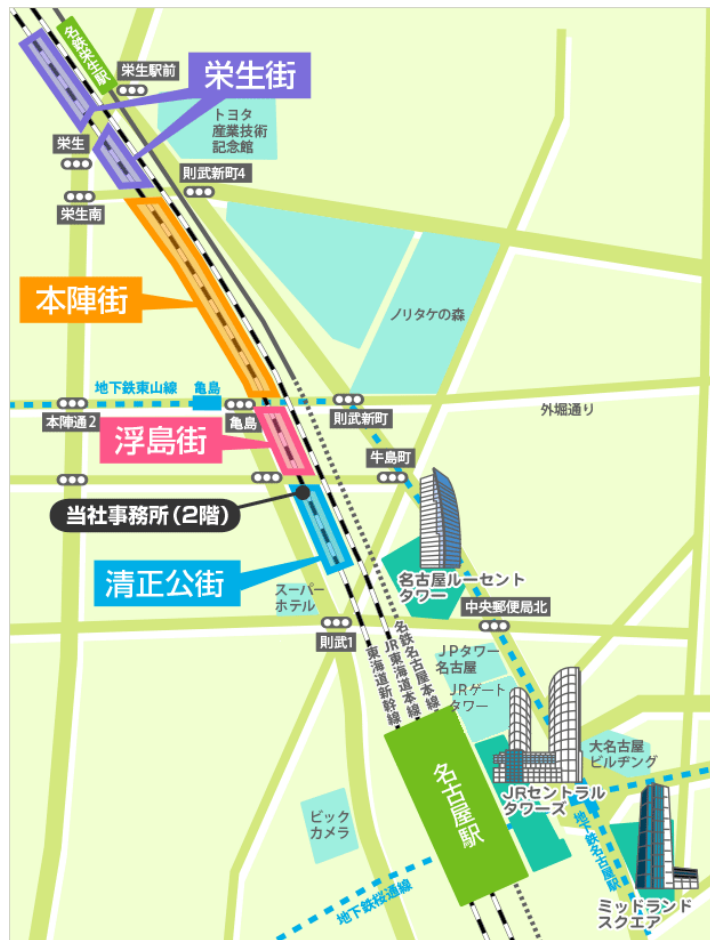 名鉄栄生駅
栄生駅前
栄生街
トヨタ
産業技術
記念館
栄生
則武新町4
栄生南
本陣街
ノリタケの森
地下鉄東山線
亀島
本陣通2
亀島
則武新町
外堀通り
浮島街
牛島町
当社事務所(2階)
名古屋ルーセント
タワー
清正公街
スーパー
ホテル
中央郵便局北
則武1
東海道新幹線
JR東海道本線
名鉄名古屋本線
JPタワー
名古屋
JRゲート
タワー
名古屋駅
大名古屋
ビルヂング
JRセントラル
タワーズ
ビック
カメラ
地下鉄名古屋駅
地下鉄桜通線
ミッドランド
スクエア